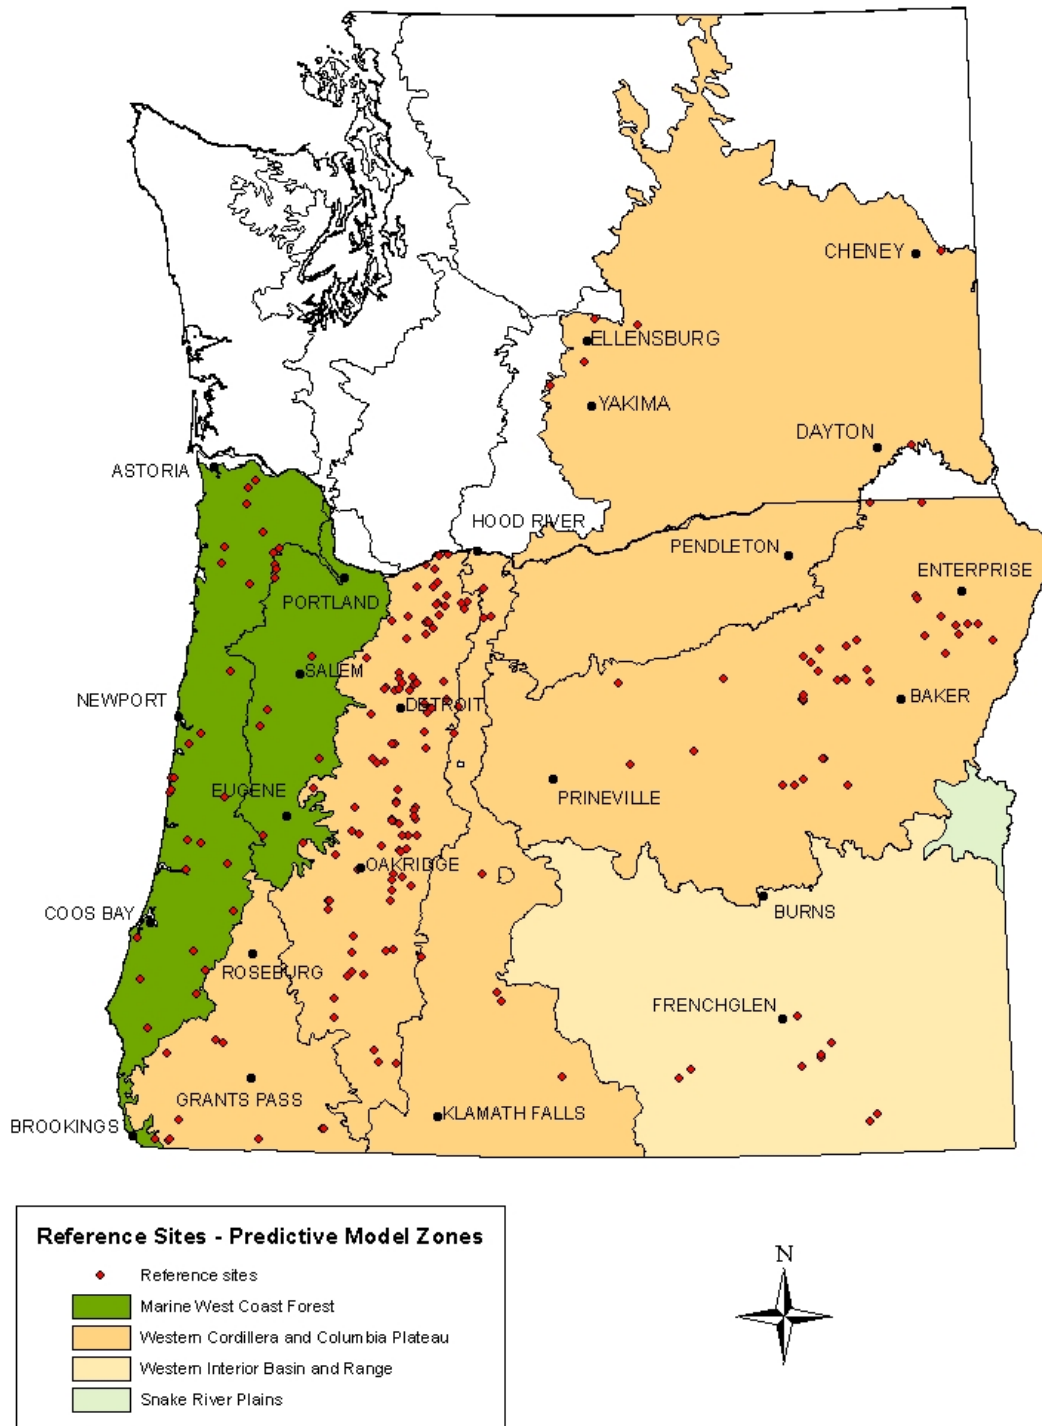 CHENEY
ELLENSBURG
YAKIMA
DAYTON
ASTORIA
HOOD RIVER
PENDLETON
ENTERPRISE
PORTLAND
SALEM
NEWPORT
DETROIT
BAKER
EUGENE
PRINEVILLE
OAKRIDGE
COOS BAY
BURNS
ROSEBURG
FRENCHGLEN
GRANTS PASS
KLAMATH FALLS
BROOKINGS
Reference Sites - Predictive Model Zones
Reference sites
Marine West Coast Forest
Western Cordillera and Columbia Plateau
Western Interior Basin and Range
Snake River Plains
N